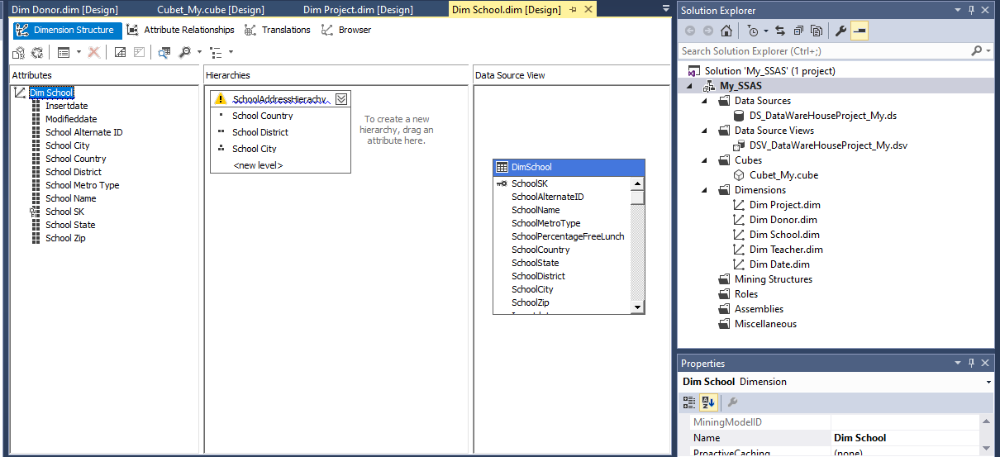 Dim Donor.dim [Design]
Cubet_My.cube [Design]
Dim Project.dim [Design]
Dim School.dim [Design]
Dimension Structure
Attribute Relationships
Translations
Browser
Attributes
Dim School
Insertdate
Modifieddate
School Alternate ID
School City
School Country
School District
School Metro Type
School Name
School SK
School State
School Zip
Hierarchies
SchoolAddressHierachy
School Country
School District
School City
<new level>
To create a new
hierarchy, drag an
attribute here.
Data Source View
DimSchool
SchoolSK
SchoolAlternateID
SchoolName
SchoolMetroType
SchoolPercentageFreeLunch
SchoolCountry
SchoolState
SchoolDistrict
SchoolCity
SchoolZip
Solution Explorer
Search Solution Explorer (Ctrl+;)
Solution 'My_SSAS' (1 project)
My_SSAS
Data Sources
DS_DataWareHouseProject_My.ds
Data Source Views
DSV_DataWareHouseProject_My.dsv
Cubes
Cubet_My.cube
Dimensions
Dim Project.dim
Dim Donor.dim
Dim School.dim
Dim Teacher.dim
Dim Date.dim
Mining Structures
Roles
Assemblies
Miscellaneous
Properties
Dim School Dimension
MiningModelID
Name Dim School
ProactiveCaching (none)